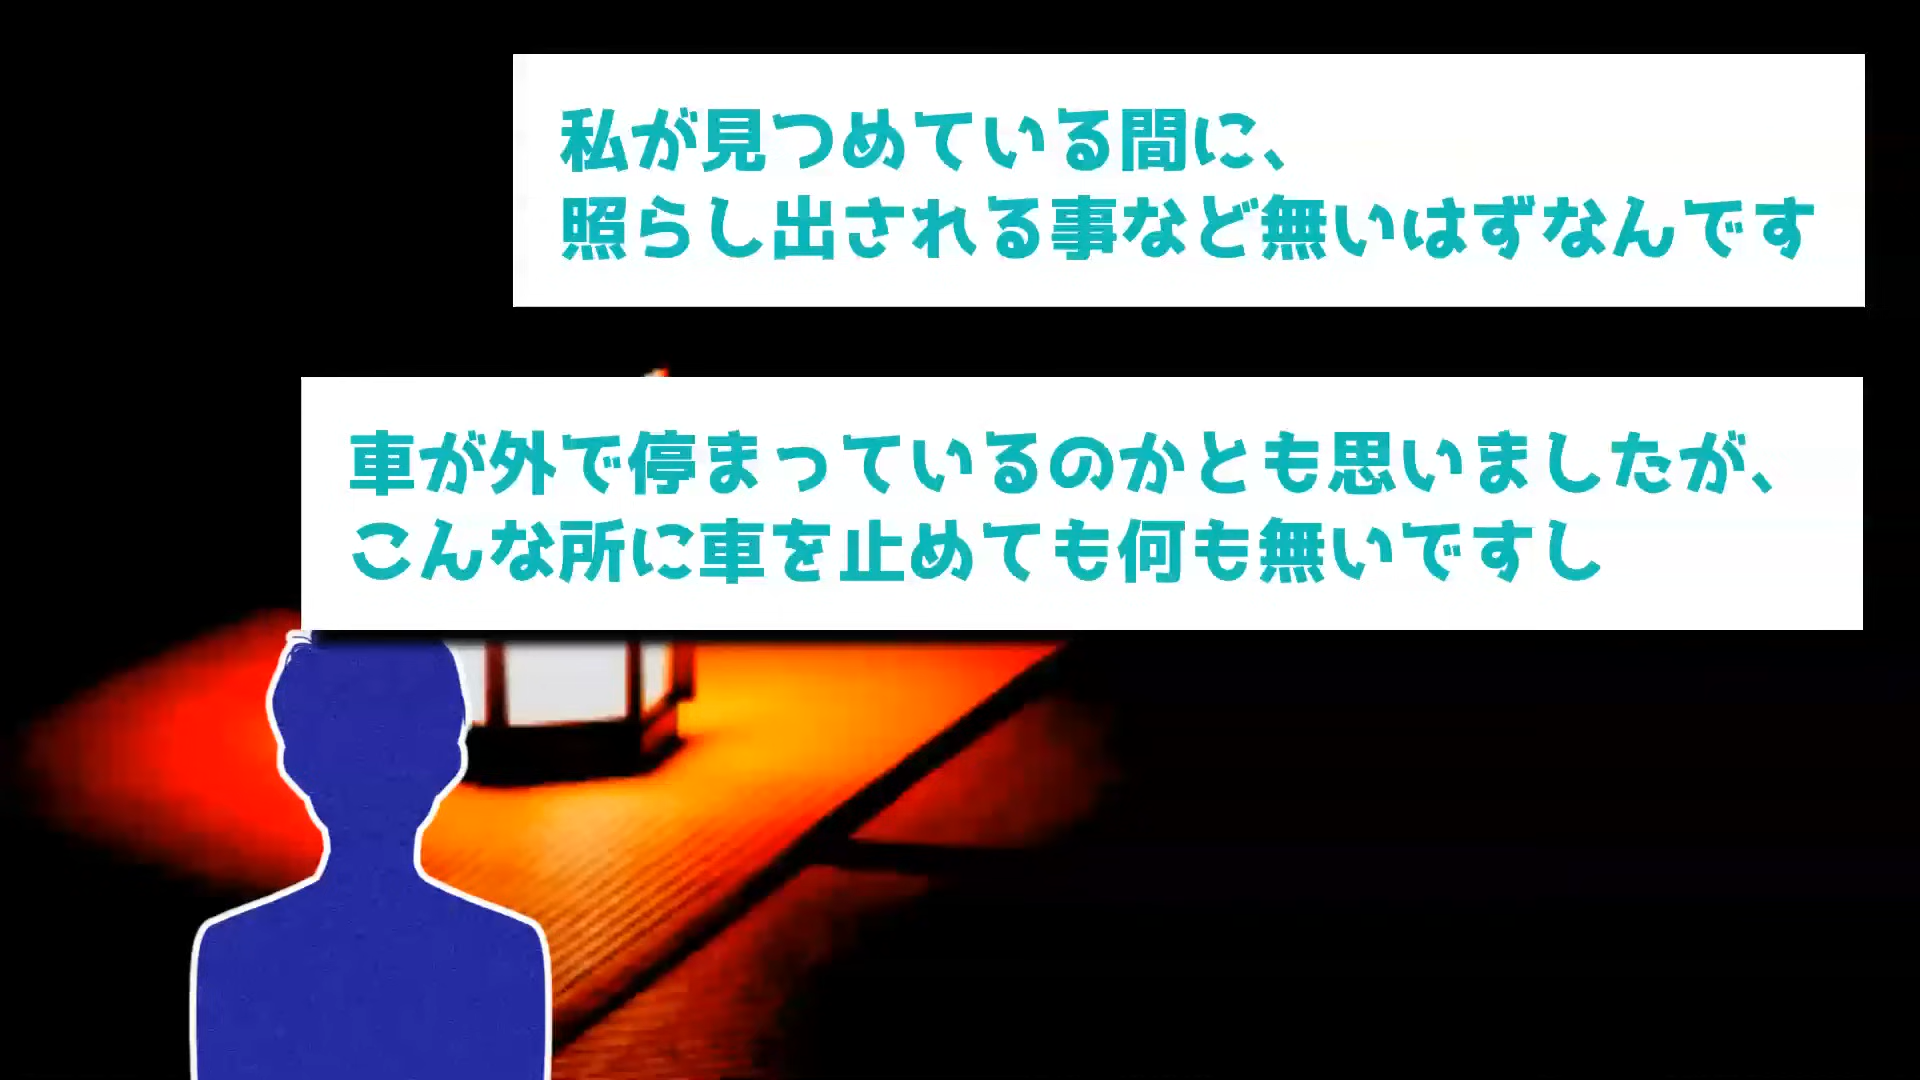 私が見つめている間に、
照らし出される事など無いはずなんです
車が外で停まっているのかとも思いましたが、
こんな所に車を止めても何も無いですし